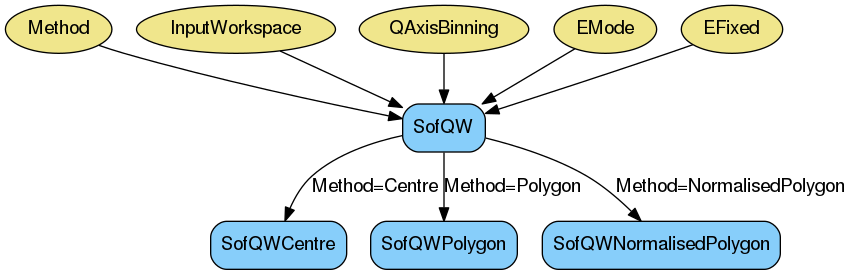 Method
InputWorkspace
QAxisBinning
EMode
EFixed
SofQW
Method=Centre
Method=Polygon
Method=NormalisedPolygon
SofQWCentre
SofQWPolygon
SofQWNormalisedPolygon